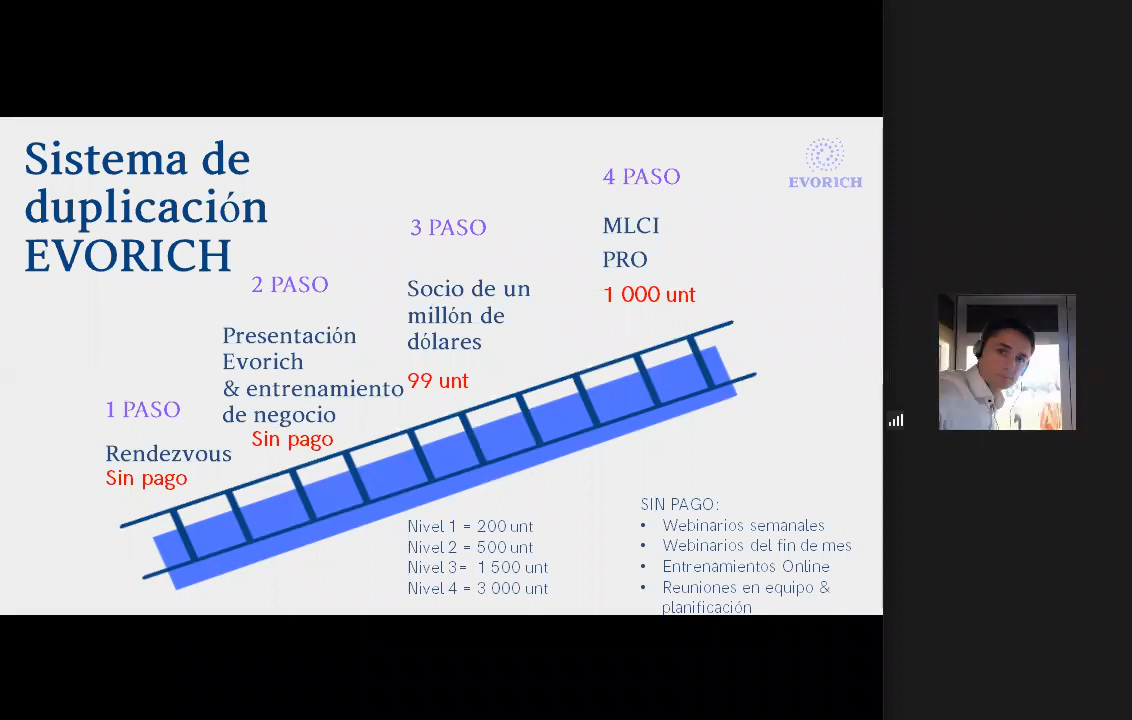 Sistema de
duplicación
EVORICH
EVORICH
1 PASO
Rendezvous
Sin pago
2 PASO
Presentación
Evorich
& entrenamiento
de negocio
Sin pago
3 PASO
Socio de un
millón de
dólares
99 unt
4 PASO
MLCI
PRO
1 000 unt
Nivel 1 = 200 unt
Nivel 2 = 500 unt
Nivel 3= 1 500 unt
Nivel 4 = 3 000 unt
SIN PAGO:
• Webinarios semanales
• Webinarios del fin de mes
• Entrenamientos Online
• Reuniones en equipo &
planificación